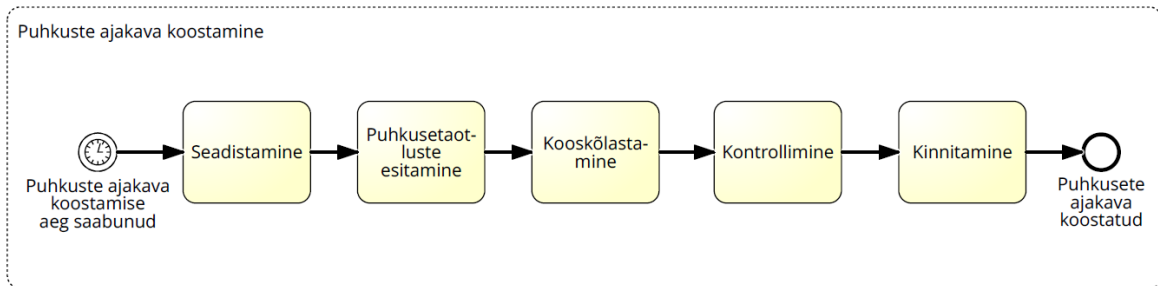 Puhkuste ajakava koostamine
Puhkuste ajakava
koostamise
aeg saabunud
Seadistamine
Puhkusetaot-
luste
esitamine
Kooskõlasta-
mine
Kontrollimine
Kinnitamine
Puhkusete
ajakava
koostatud